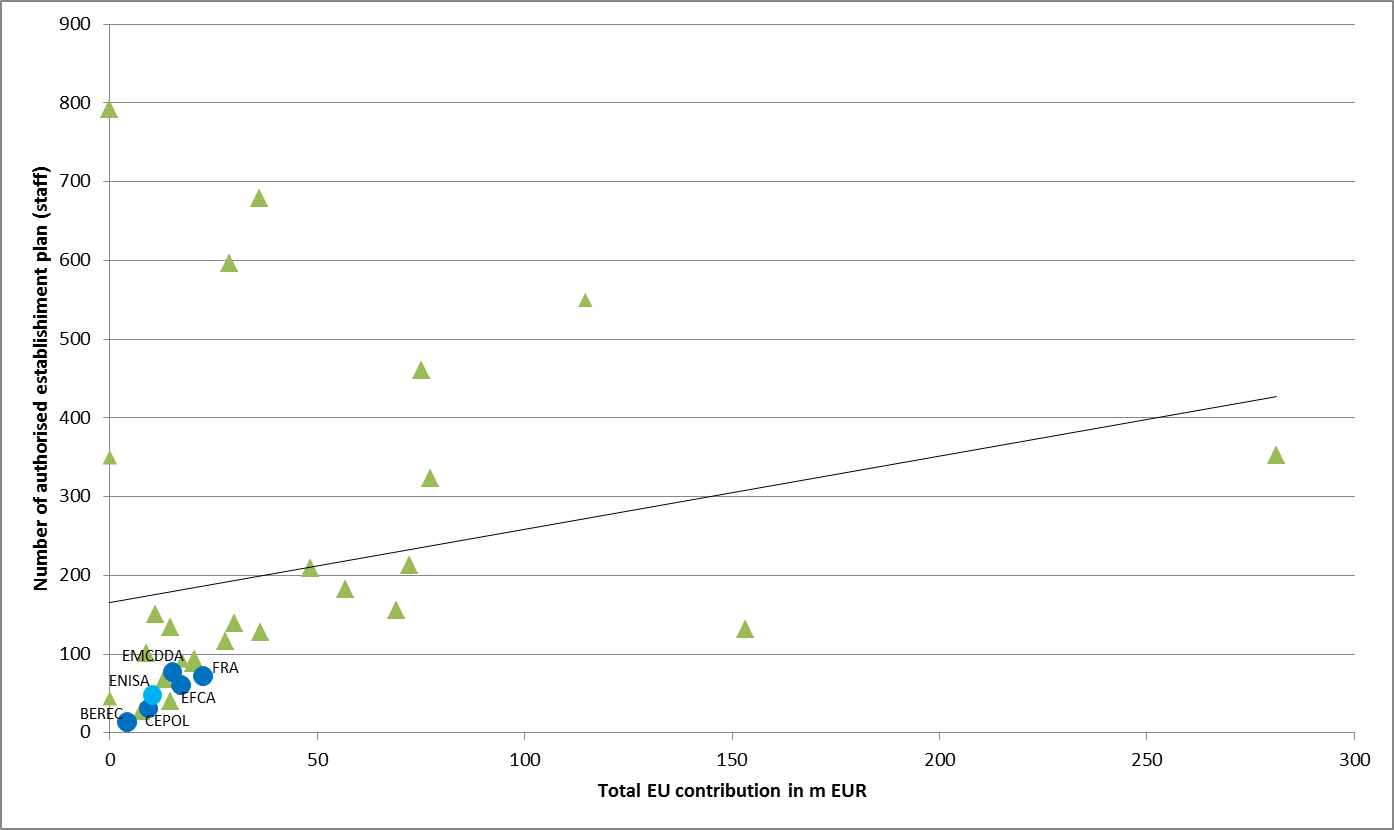 900
800
700
600
500
400
300
200
100
0
Number of authorised establishiment plan (staff)
EMCDDA
FRA
ENISA
EFCA
BEREC
CEPOL
0 50 100 150 200 250 300
Total EU contribution in m EUR